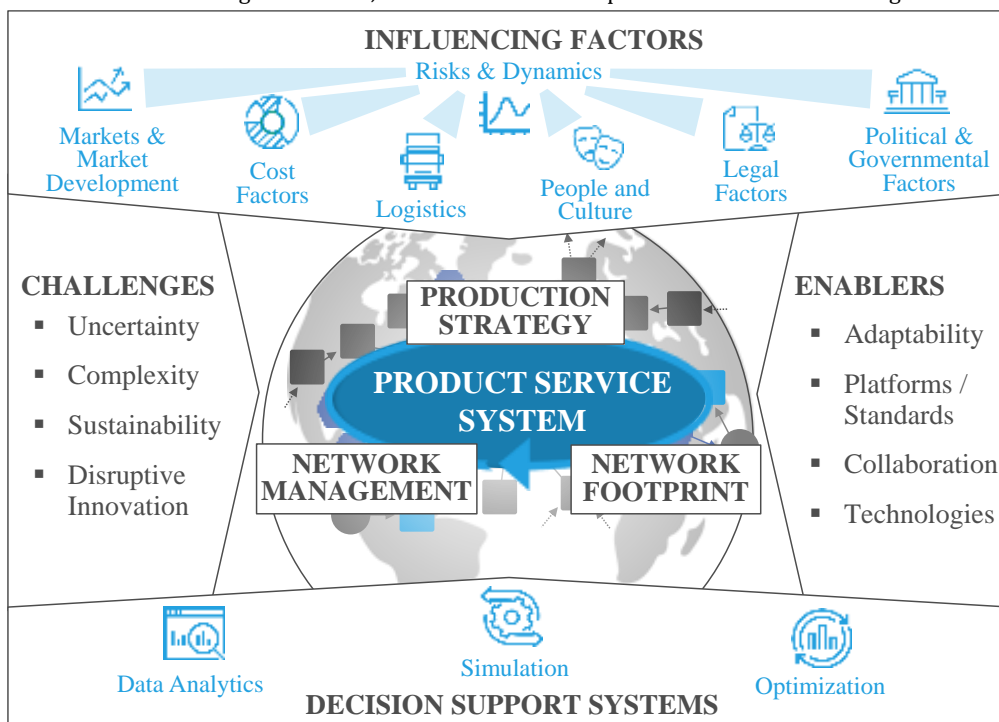 INFLUENCING FACTORS
Risks & Dynamics
Markets &
Market
Development
Cost
Factors
Logistics
People and
Culture
Legal
Factors
Political &
Governmental
Factors
CHALLENGES
▪ Uncertainty
▪ Complexity
▪ Sustainability
▪ Disruptive
Innovation
PRODUCTION
STRATEGY
PRODUCT SERVICE
SYSTEM
NETWORK
MANAGEMENT
NETWORK
FOOTPRINT
ENABLERS
▪ Adaptability
▪ Platforms /
Standards
▪ Collaboration
▪ Technologies
Data Analytics
Simulation
Optimization
DECISION SUPPORT SYSTEMS